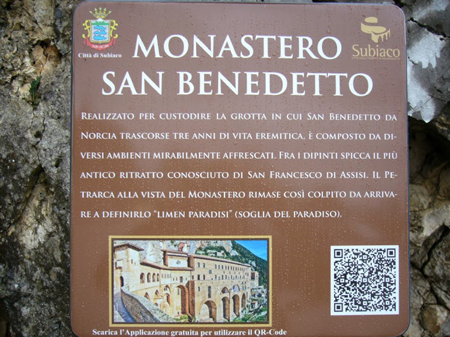 Città di Subiaco
Subiaco
MONASTERO
SAN BENEDETTO
Realizzato per custodire la grotta in cui San Benedetto da
Norcia trascorse tre anni di vita eremitica, è composto da di-
versi ambienti mirabilmente affrescati. Fra i dipinti spicca il più
antico ritratto conosciuto di San Francesco di Assisi. Il Pe-
trarca alla vista del Monastero rimase così colpito da arriva-
re a definirlo "limen paradisi" (soglia del paradiso).
Scarica l'Applicazione gratuita per utilizzare il QR-Code